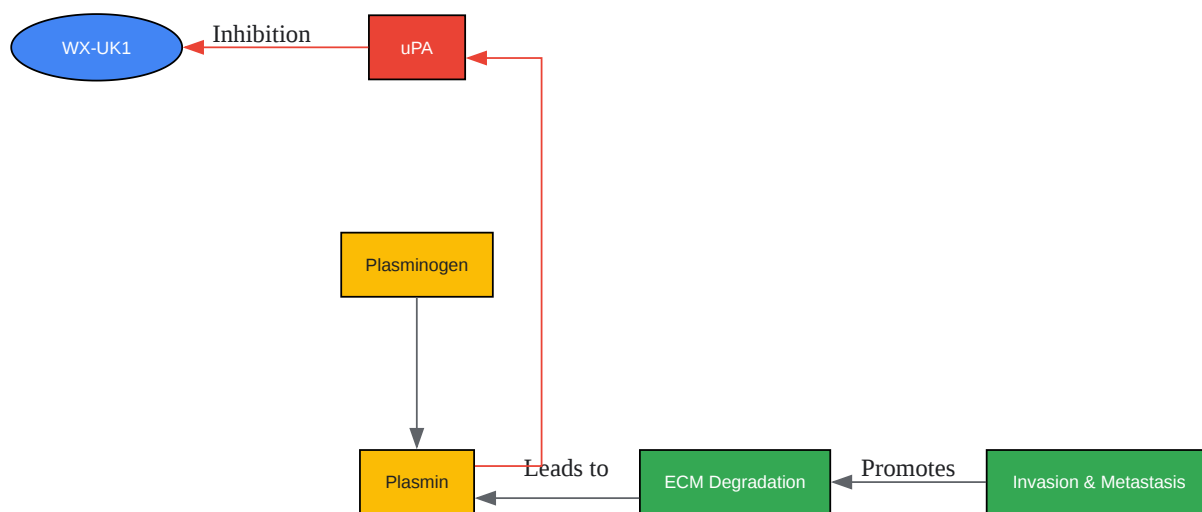 WX-UK1
Inhibition
uPA
Plasminogen
Plasmin
Leads to
ECM Degradation
Promotes
Invasion & Metastasis